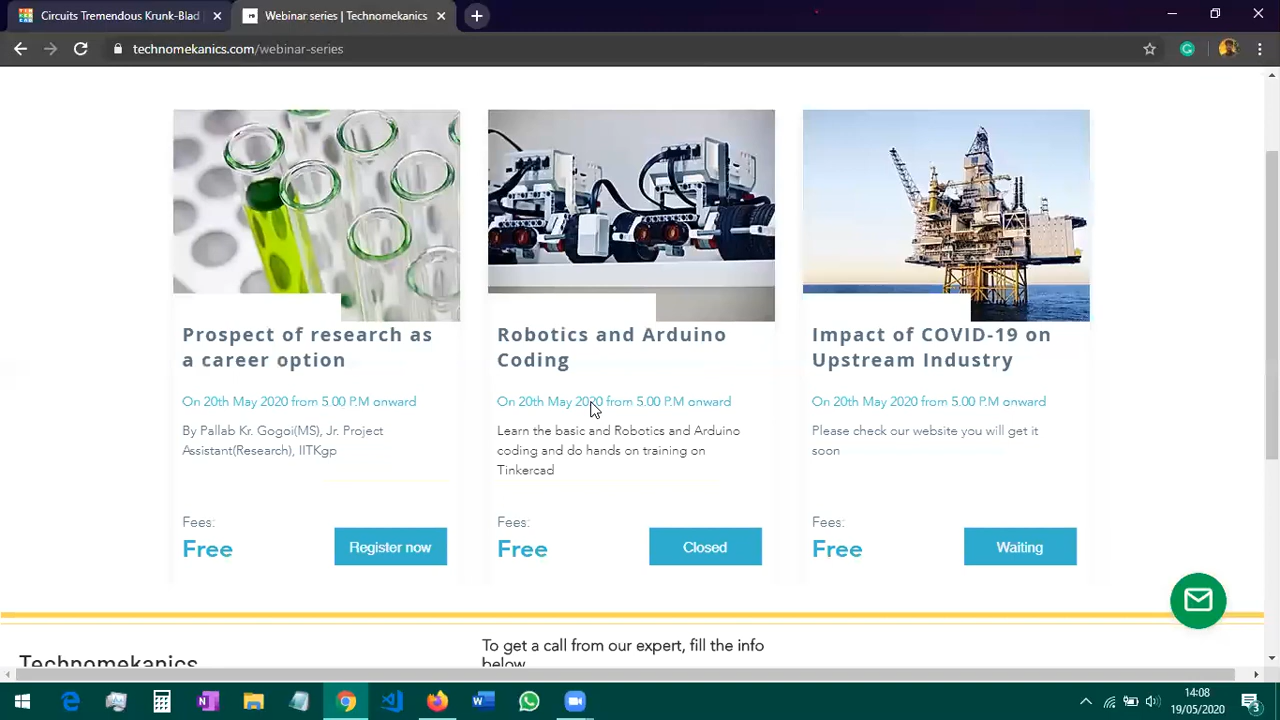 Circuits Tremendous Krunk-Blad
Webinar series | Technomekanics
technomekanics.com/webinar-series
Prospect of research as
a career option
On 20th May 2020 from 5.00 P.M onward
By Pallab Kr. Gogoi(MS), Jr. Project
Assistant(Research), IITKgp
Fees:
Free
Register now
Robotics and Arduino
Coding
On 20th May 2020 from 5.00 P.M onward
Learn the basic and Robotics and Arduino
coding and do hands on training on
Tinkercad
Fees:
Free
Closed
Impact of COVID-19 on
Upstream Industry
On 20th May 2020 from 5.00 P.M onward
Please check our website you will get it
soon
Fees:
Free
Waiting
Technomekanics
To get a call from our expert, fill the info
below
14:08
19/05/2020